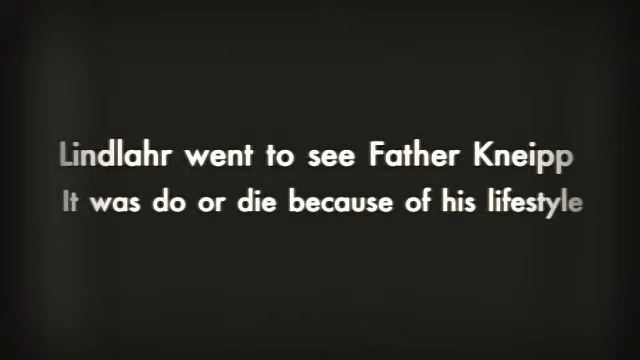 Lindlahr went to see Father Kneipp
It was do or die because of his lifestyle